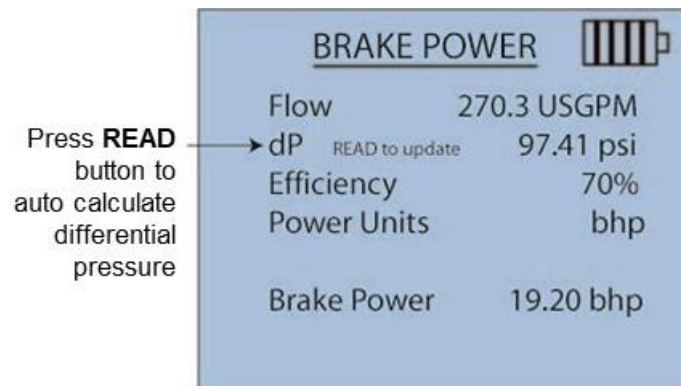 BRAKE POWER
Flow 270.3 USGPM
Press READ
button to
auto calculate
differential
pressure
dP READ to update 97.41 psi
Efficiency 70%
Power Units bhp
Brake Power 19.20 bhp